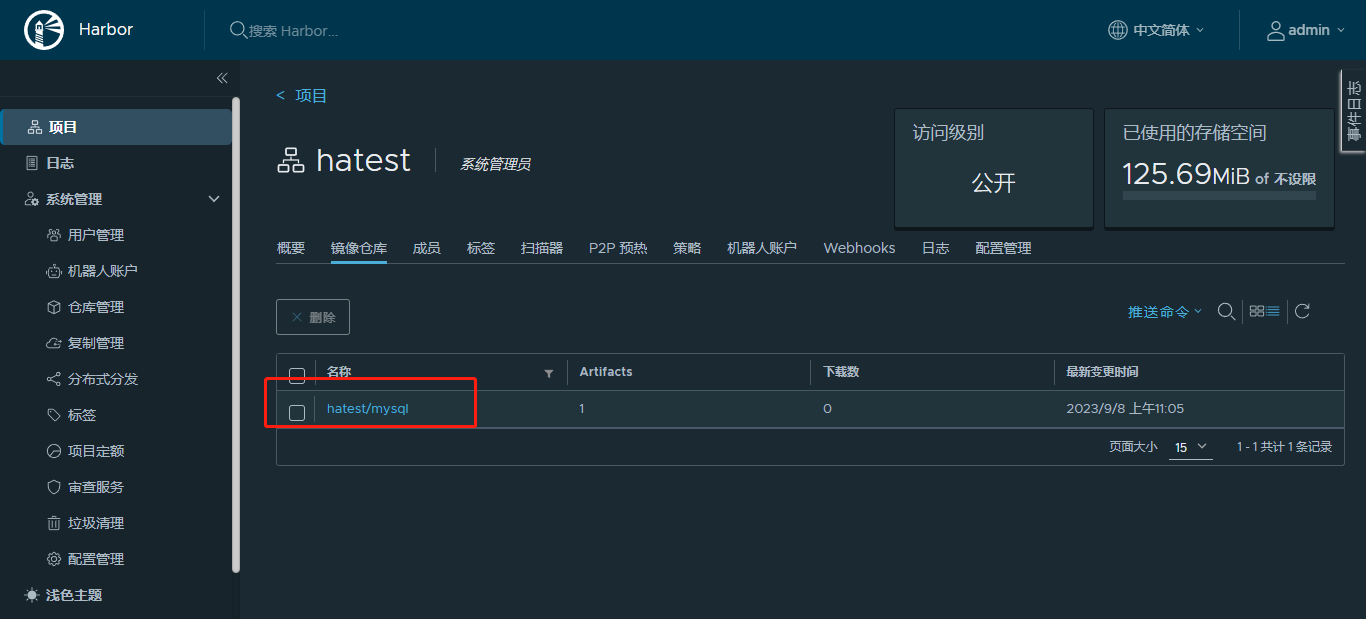 Harbor
搜索 Harbor...
中文简体
admin
事件日志
项目
日志
系统管理
用户管理
机器人账户
仓库管理
复制管理
分布式分发
标签
项目定额
审查服务
垃圾清理
配置管理
浅色主题
< 项目
hatest
系统管理员
访问级别
公开
已使用的存储空间
125.69MiB of 不设限
概要 镜像仓库 成员 标签 扫描器 P2P 预热 策略 机器人账户 Webhooks 日志 配置管理
× 删除
推送命令
名称 Artifacts 下载数 最新变更时间
hatest/mysql 1 0 2023/9/8 上午11:05
页面大小 15 1 - 1 共计 1 条记录